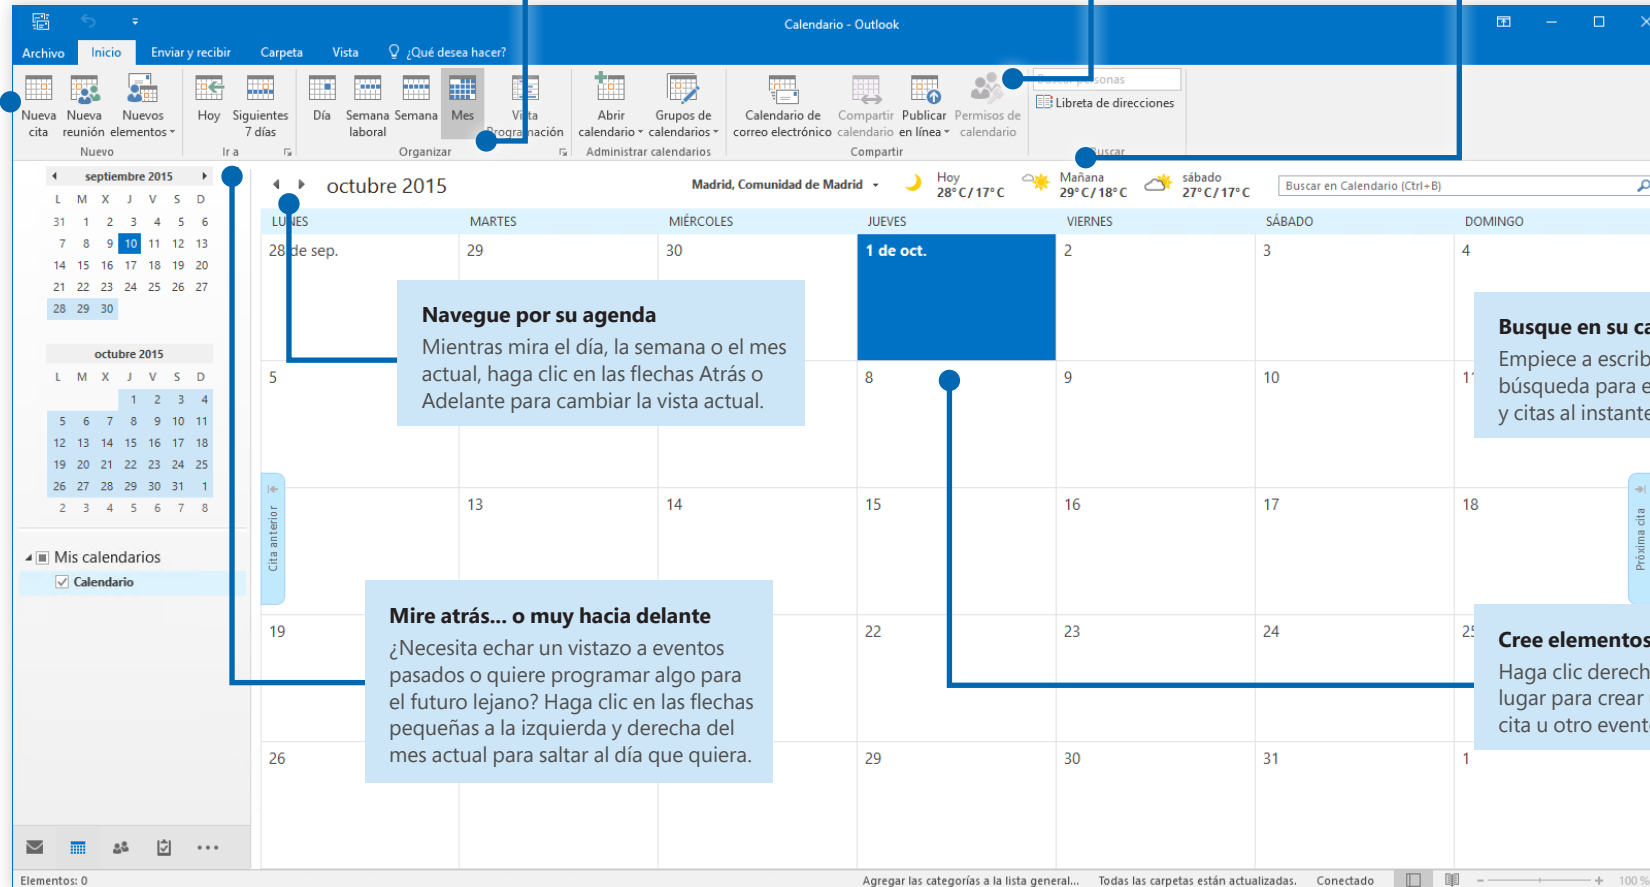 Calendario - Outlook
Archivo Inicio Enviar y recibir Carpeta Vista ¿Qué desea hacer?
Nueva cita
Nueva reunión
Nuevos elementos
Nuevo
Hoy
Siguientes 7 días
Ir a
Día
Semana laboral
Semana
Mes
Vista Programación
Organizar
Abrir calendario
Grupos de calendarios
Administrar calendarios
Calendario de correo electrónico
Compartir calendario
Publicar en línea
Permisos de calendario
Compartir
Buscar personas
Libreta de direcciones
Buscar
septiembre 2015
L M X J V S D
31 1 2 3 4 5 6
7 8 9 10 11 12 13
14 15 16 17 18 19 20
21 22 23 24 25 26 27
28 29 30
octubre 2015
L M X J V S D
1 2 3 4
5 6 7 8 9 10 11
12 13 14 15 16 17 18
19 20 21 22 23 24 25
26 27 28 29 30 31 1
2 3 4 5 6 7 8
Mis calendarios
Calendario
octubre 2015
Madrid, Comunidad de Madrid
Hoy
28°C/17°C
Mañana
29°C/18°C
sábado
27°C/17°C
Buscar en Calendario (Ctrl+B)
LUNES MARTES MIÉRCOLES JUEVES VIERNES SÁBADO DOMINGO
28 de sep. 29 30 1 de oct. 2 3 4
Navegue por su agenda
Mientras mira el día, la semana o el mes
actual, haga clic en las flechas Atrás o
Adelante para cambiar la vista actual.
Busque en su ca
Empiece a escrib
búsqueda para e
y citas al instante
5 8 9 10 11
Cita anterior
13 14 15 16 17 18
Próxima cita
Mire atrás... o muy hacia delante
¿Necesita echar un vistazo a eventos
pasados o quiere programar algo para
el futuro lejano? Haga clic en las flechas
pequeñas a la izquierda y derecha del
mes actual para saltar al día que quiera.
19 22 23 24 25
Cree elementos
Haga clic derech
lugar para crear
cita u otro evento
26 29 30 31 1
Elementos: 0
Agregar las categorías a la lista general... Todas las carpetas están actualizadas. Conectado 100 %